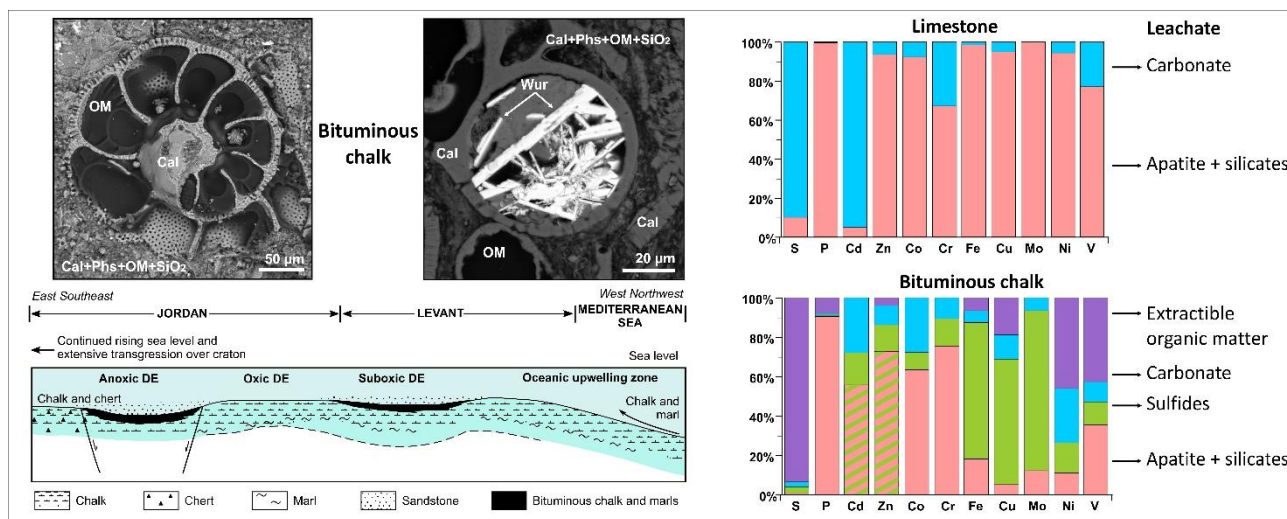 OM
Cal
Cal+Phs+OM+SiO₂
50 µm
Bituminous
chalk
Cal+Phs+OM+SiO₂
Wur
Cal
Cal
OM
20 µm
East Southeast
West Northwest
JORDAN
LEVANT
MEDITERRANEAN
SEA
Continued rising sea level and
extensive transgression over craton
Sea level
Anoxic DE
Oxic DE
Suboxic DE
Oceanic upwelling zone
Chalk and chert
Chalk and
marl
Chalk
Chert
Marl
Sandstone
Bituminous chalk and marls
Limestone
Leachate
100%
80%
60%
40%
20%
0%
S P Cd Zn Co Cr Fe Cu Mo Ni V
Carbonate
Apatite + silicates
Bituminous chalk
100%
80%
60%
40%
20%
0%
S P Cd Zn Co Cr Fe Cu Mo Ni V
Extractible
organic matter
Carbonate
Sulfides
Apatite + silicates